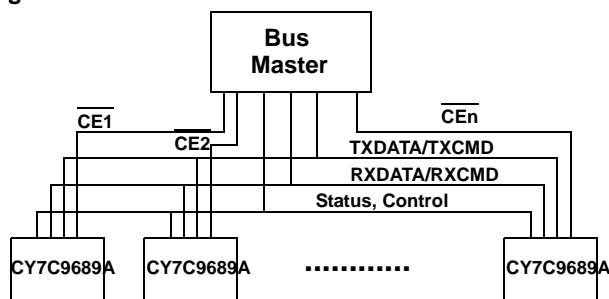 g
Bus
Master
CE1
CE2
CEn
TXDATA/TXCMD
RXDATA/RXCMD
Status, Control
CY7C9689A
CY7C9689A
............
CY7C9689A